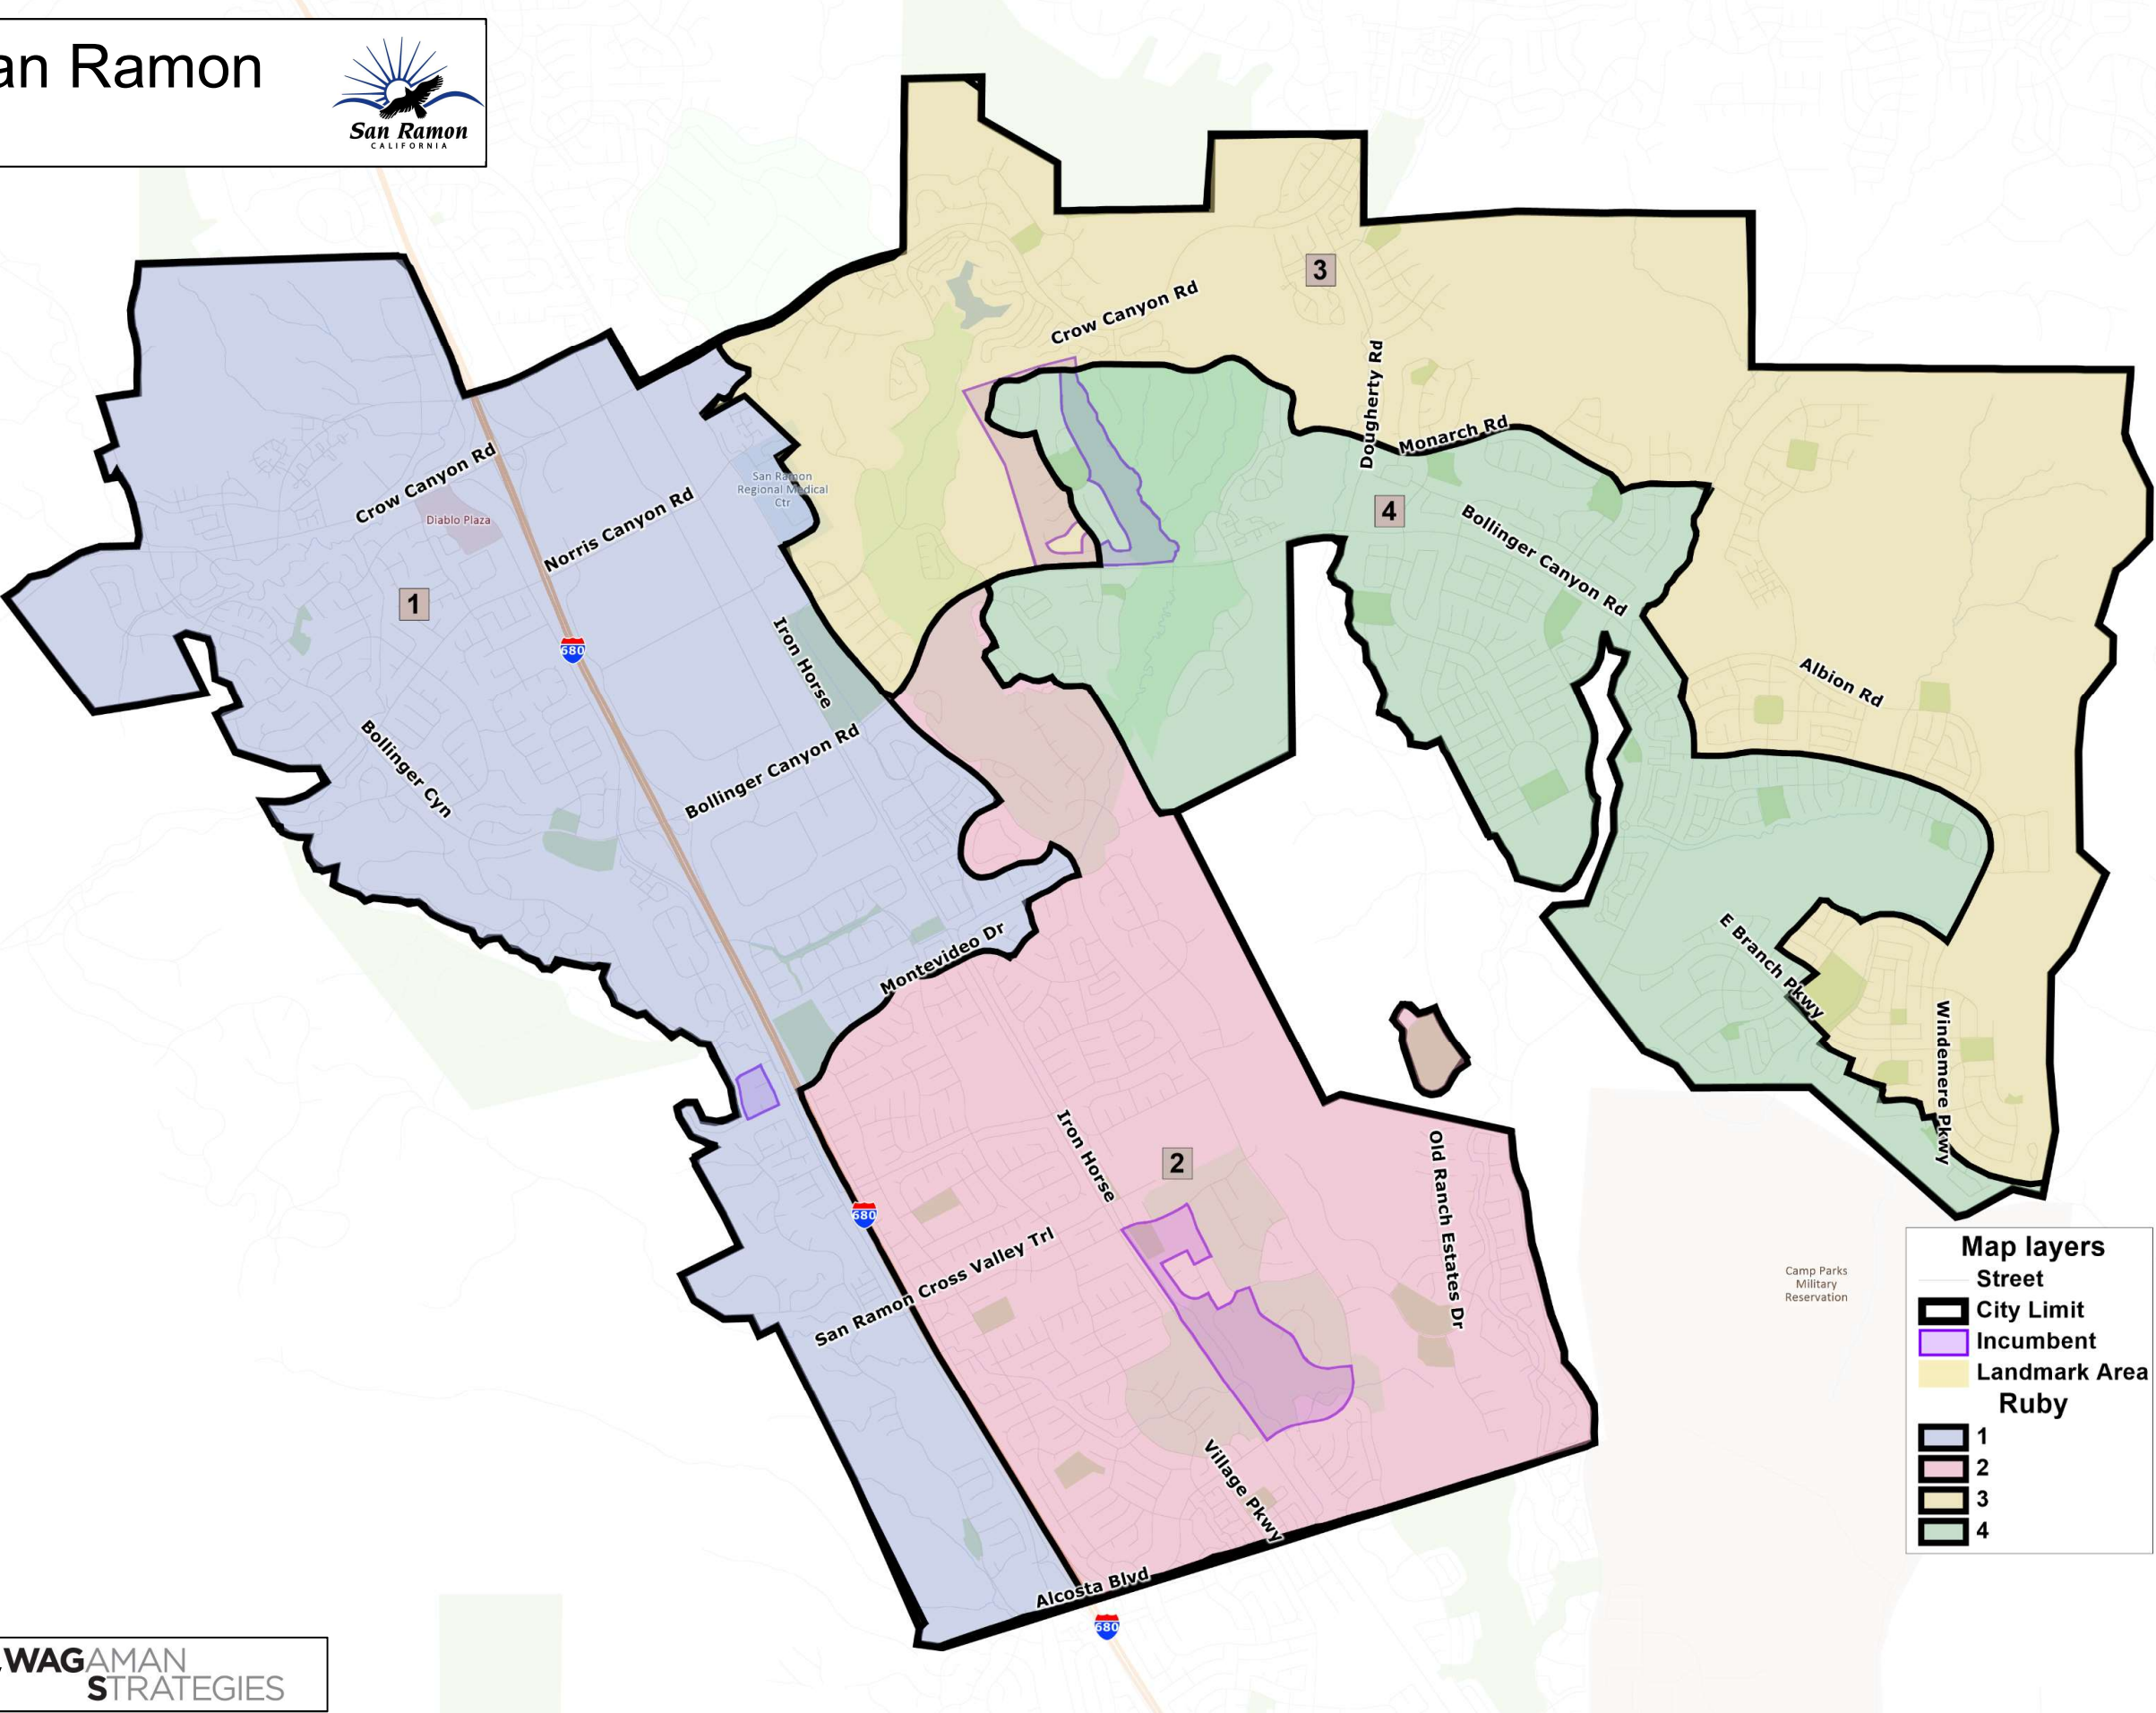 an Ramon
San Ramon
CALIFORNIA
3
Crow Canyon Rd
Dougherty Rd
Monarch Rd
Crow Canyon Rd
Diablo Plaza
San Ramon
Regional Medical
Ctr
Norris Canyon Rd
4
Bollinger Canyon Rd
1
680
Iron Horse
Albion Rd
Bollinger Cyn
Bollinger Canyon Rd
Montevideo Dr
E Branch Pkwy
Windemere Pkwy
Iron Horse
2
Old Ranch Estates Dr
680
San Ramon Cross Valley Trl
Camp Parks
Military
Reservation
Village Pkwy
Alcosta Blvd
680
Map layers
Street
City Limit
Incumbent
Landmark Area
Ruby
1
2
3
4
WAGAMAN
STRATEGIES